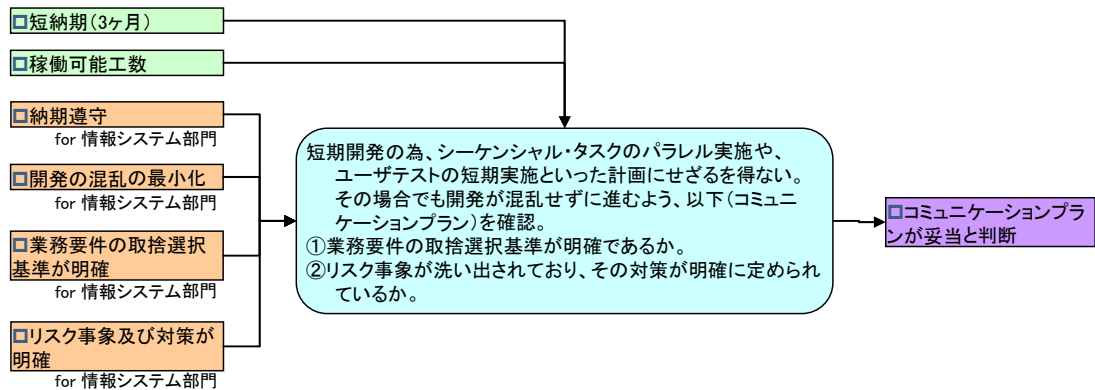 □短納期(3ヶ月)
□稼働可能工数
□納期遵守
for 情報システム部門
□開発の混乱の最小化
for 情報システム部門
□業務要件の取捨選択
基準が明確
for 情報システム部門
□リスク事象及び対策が
明確
for 情報システム部門
短期開発の為、シーケンシャル・タスクのパラレル実施や、
ユーザテストの短期実施といった計画にせざるを得ない。
その場合でも開発が混乱せずに進むよう、以下(コミュニ
ケーションプラン)を確認。
①業務要件の取捨選択基準が明確であるか。
②リスク事象が洗い出されており、その対策が明確に定められ
ているか。
□コミュニケーションプラ
ンが妥当と判断